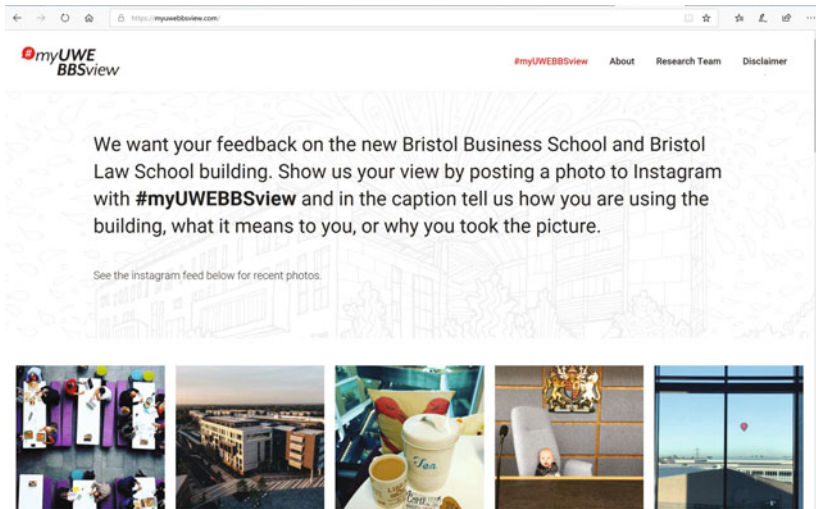 https://myuwebbsview.com/
#myUWE
BBSview
#myUWEBBSview About Research Team Disclaimer
We want your feedback on the new Bristol Business School and Bristol
Law School building. Show us your view by posting a photo to Instagram
with #myUWEBBSview and in the caption tell us how you are using the
building, what it means to you, or why you took the picture.
See the instagram feed below for recent photos.
Tea